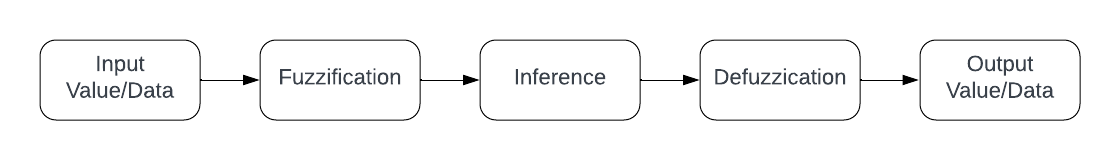 Input
Value/Data
Fuzzification
Inference
Defuzzication
Output
Value/Data